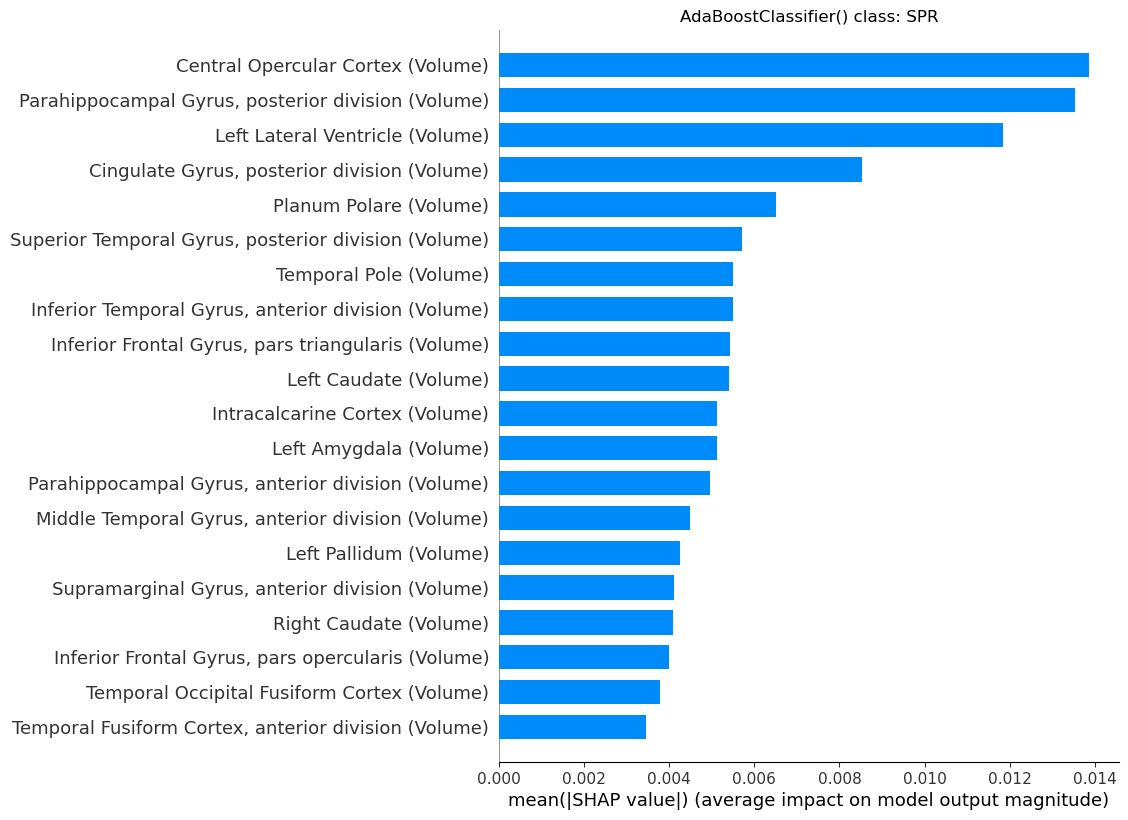 AdaBoostClassifier() class: SPR
Central Opercular Cortex (Volume)
Parahippocampal Gyrus, posterior division (Volume)
Left Lateral Ventricle (Volume)
Cingulate Gyrus, posterior division (Volume)
Planum Polare (Volume)
Superior Temporal Gyrus, posterior division (Volume)
Temporal Pole (Volume)
Inferior Temporal Gyrus, anterior division (Volume)
Inferior Frontal Gyrus, pars triangularis (Volume)
Left Caudate (Volume)
Intracalcarine Cortex (Volume)
Left Amygdala (Volume)
Parahippocampal Gyrus, anterior division (Volume)
Middle Temporal Gyrus, anterior division (Volume)
Left Pallidum (Volume)
Supramarginal Gyrus, anterior division (Volume)
Right Caudate (Volume)
Inferior Frontal Gyrus, pars opercularis (Volume)
Temporal Occipital Fusiform Cortex (Volume)
Temporal Fusiform Cortex, anterior division (Volume)
0.000 0.002 0.004 0.006 0.008 0.010 0.012 0.014
mean(|SHAP value|) (average impact on model output magnitude)